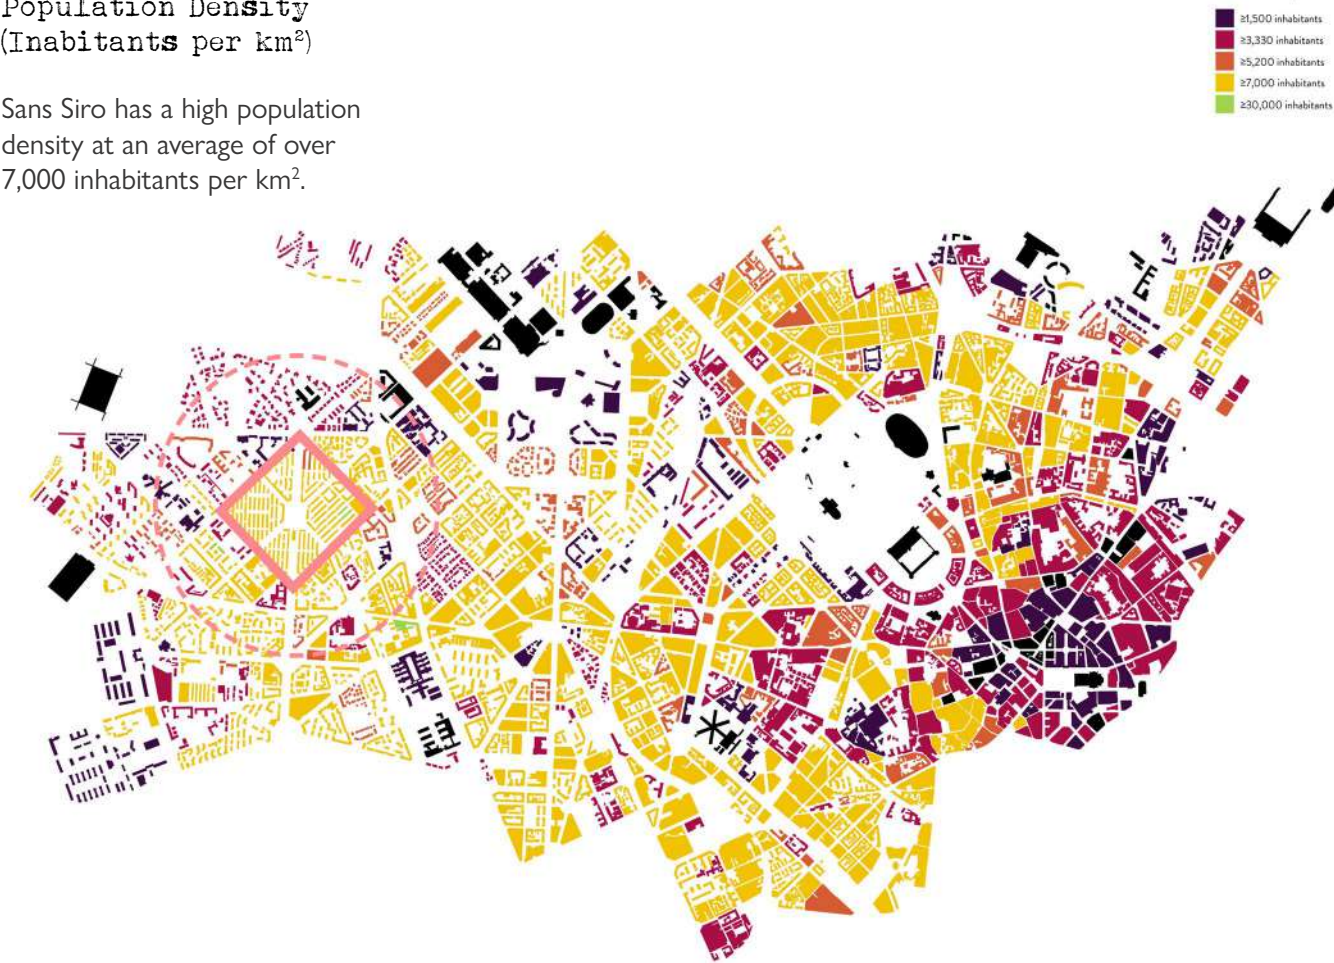 Population Density
(Inabitants per km²)
Sans Siro has a high population
density at an average of over
7,000 inhabitants per km².
≥1,500 inhabitants
≥3,330 inhabitants
≥5,200 inhabitants
≥7,000 inhabitants
≥30,000 inhabitants